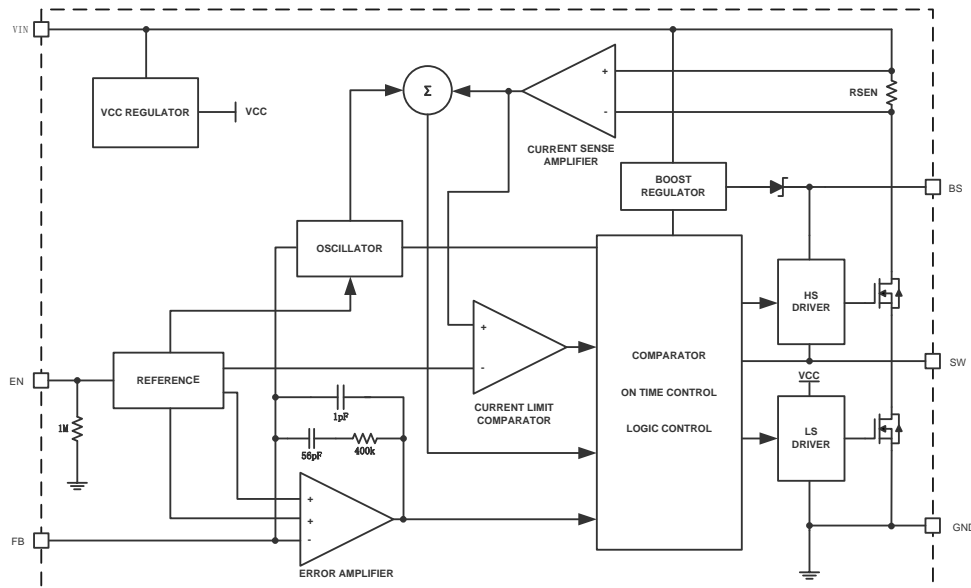 VIN
VCC REGULATOR
VCC
Σ
+
-
CURRENT SENSE
AMPLIFIER
RSEN
BOOST
REGULATOR
BS
OSCILLATOR
HS
DRIVER
+
-
CURRENT LIMIT
COMPARATOR
COMPARATOR
ON TIME CONTROL
LOGIC CONTROL
SW
EN
REFERENCE
1M
1pF
56pF
400k
VCC
LS
DRIVER
+
+
-
ERROR AMPLIFIER
FB
GND